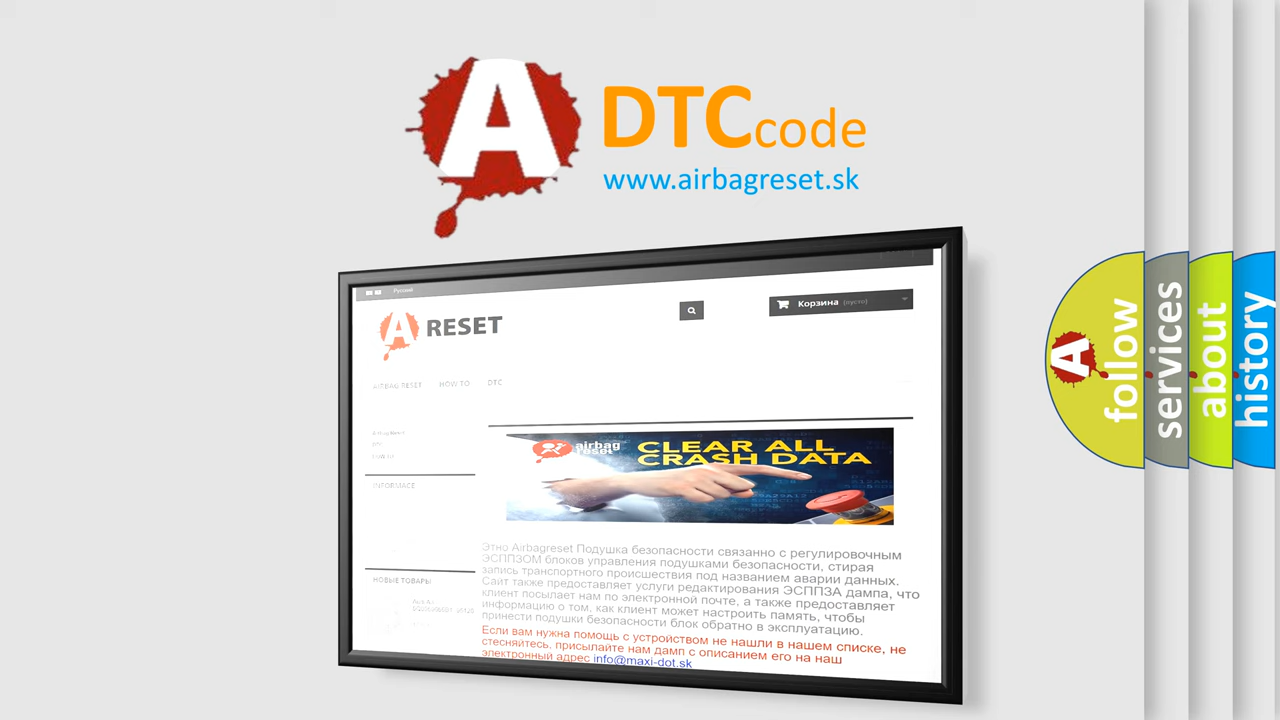 A DTC code
www.airbagreset.sk
Русский
A RESET
Корзина (пусто)
AIRBAG RESET HOW TO DTC
airbag reset
CLEAR ALL
CRASH DATA
DTC
INFORMACE
Этно Airbagreset Подушка безопасности связанно с регулировочным
ЭСППЗОМ блоков управления подушками безопасности, стирая
запись транспортного происшествия под названием аварии данных.
Сайт также предоставляет услуги редактирования ЭСППЗА дампа, что
клиент посылает нам по электронной почте, а также предоставляет
информацию о том, как клиент может настроить память, чтобы
принести подушки безопасности блок обратно в эксплуатацию.
Если вам нужна помощь с устройством не нашли в нашем списке, не
стесняйтесь, присылайте нам дамп с описанием его на наш
электронный адрес info@maxi-dot.sk
НОВЫЕ ТОВАРЫ
A follow
services
about
history